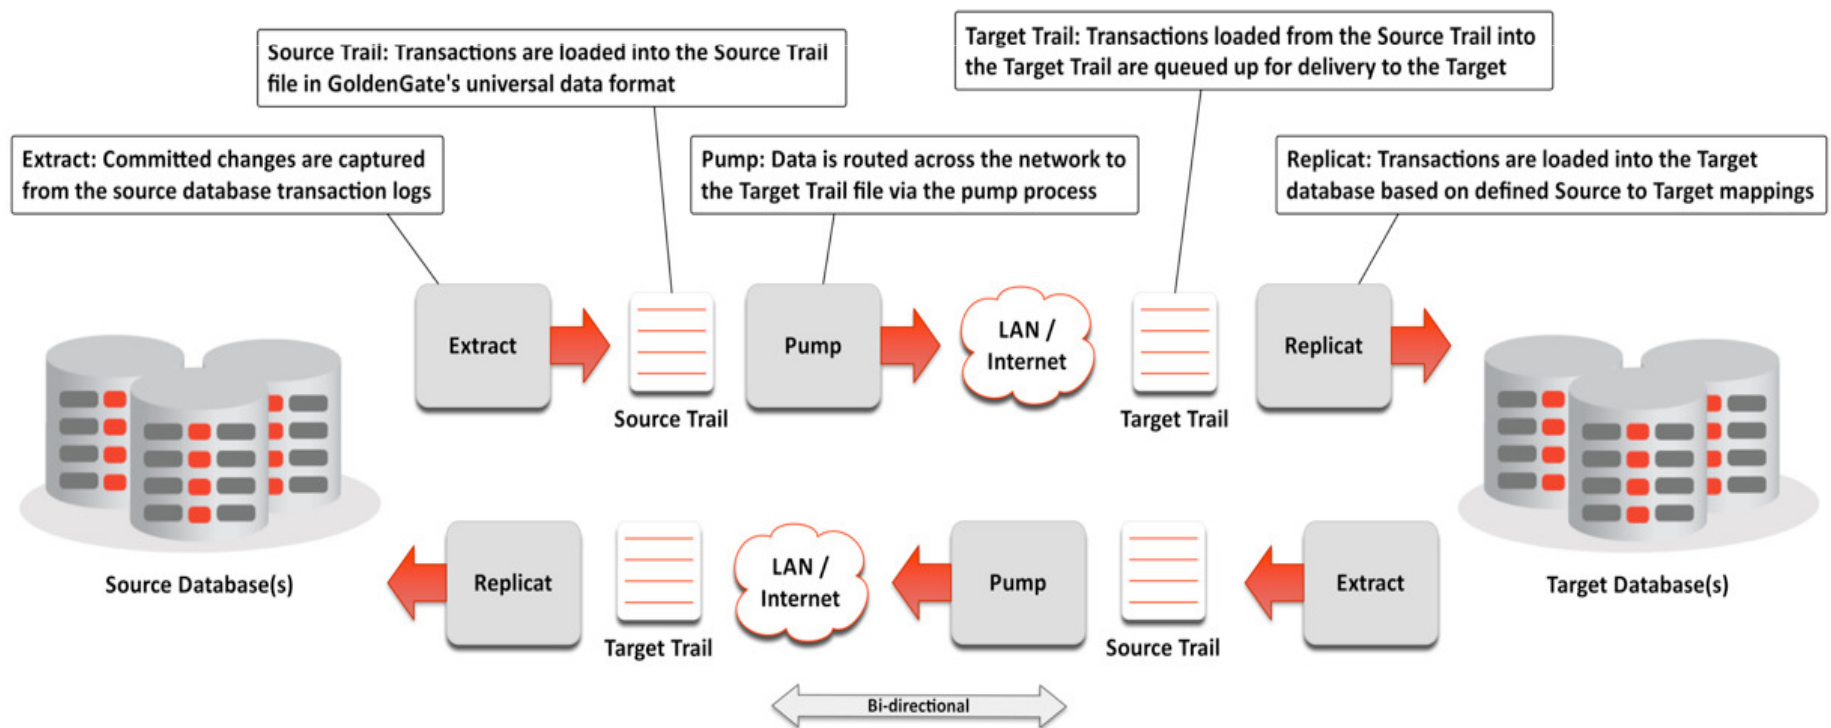 Source Trail: Transactions are loaded into the Source Trail
file in GoldenGate's universal data format
Target Trail: Transactions loaded from the Source Trail into
the Target Trail are queued up for delivery to the Target
Extract: Committed changes are captured
from the source database transaction logs
Pump: Data is routed across the network to
the Target Trail file via the pump process
Replicat: Transactions are loaded into the Target
database based on defined Source to Target mappings
Extract
Source Trail
Pump
LAN /
Internet
Target Trail
Replicat
Source Database(s)
Replicat
Target Trail
LAN /
Internet
Pump
Source Trail
Extract
Target Database(s)
Bi-directional